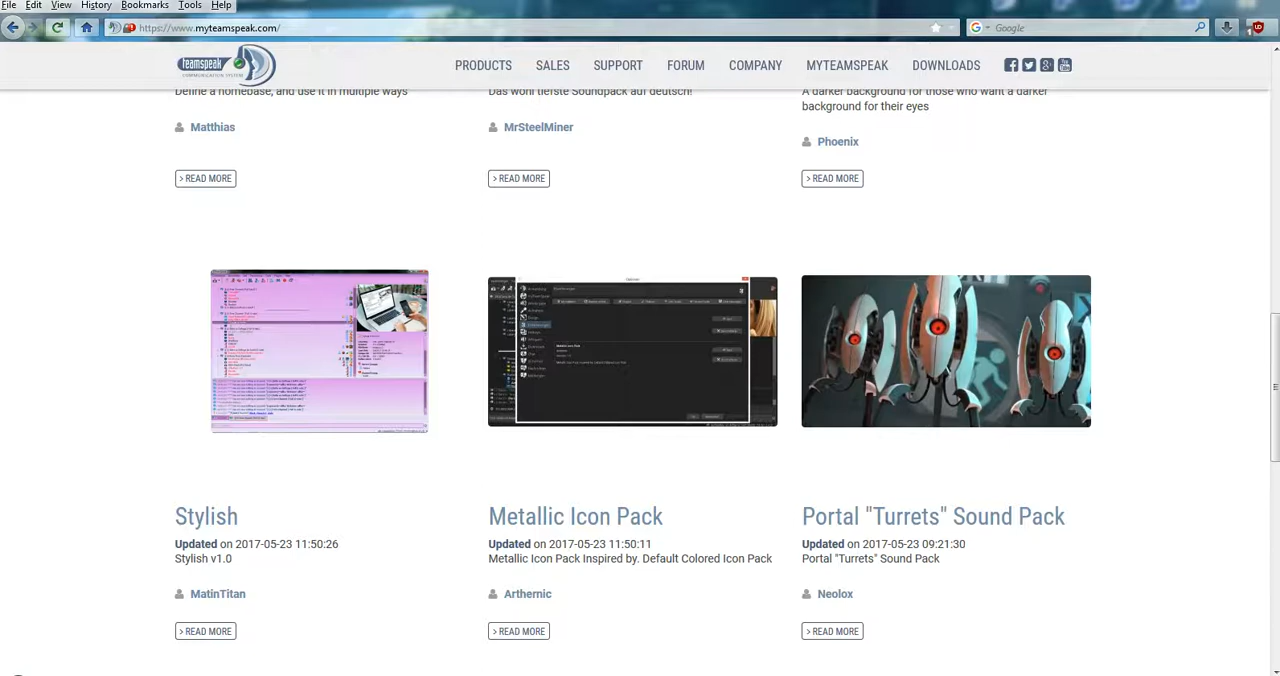 File Edit View History Bookmarks Tools Help
https://www.myteamspeak.com/
Google
teamspeak
COMMUNICATION SYSTEM
PRODUCTS SALES SUPPORT FORUM COMPANY MYTEAMSPEAK DOWNLOADS
Define a homebase, and use it in multiple ways
Matthias
> READ MORE
Das wohl tiefste Soundpack auf deutsch!
MrSteelMiner
> READ MORE
A darker background for those who want a darker
background for their eyes
Phoenix
> READ MORE
Stylish
Updated on 2017-05-23 11:50:26
Stylish v1.0
MatinTitan
> READ MORE
Metallic Icon Pack
Updated on 2017-05-23 11:50:11
Metallic Icon Pack Inspired by. Default Colored Icon Pack
Arthernic
> READ MORE
Portal "Turrets" Sound Pack
Updated on 2017-05-23 09:21:30
Portal "Turrets" Sound Pack
Neolox
> READ MORE